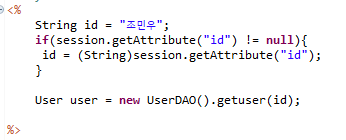 <%
String id = "조민우";
if(session.getAttribute("id") != null){
id = (String)session.getAttribute("id");
}
User user = new UserDAO().getuser(id);
%>